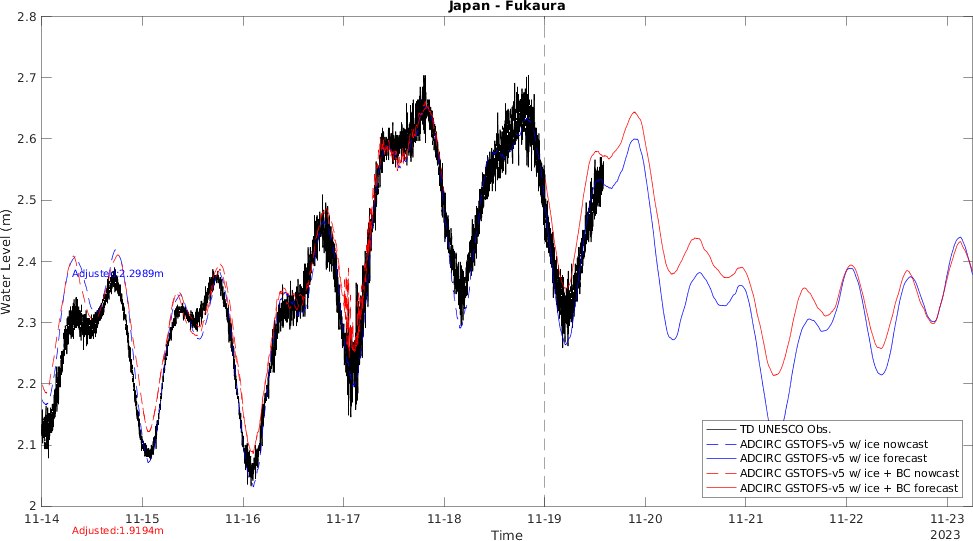 Japan - Fukaura
2.8
2.7
2.6
2.5
2.4
2.3
2.2
2.1
2
Water Level (m)
Adjusted:2.2989m
TD UNESCO Obs.
ADCIRC GSTOFS-v5 w/ ice nowcast
ADCIRC GSTOFS-v5 w/ ice forecast
ADCIRC GSTOFS-v5 w/ ice + BC nowcast
ADCIRC GSTOFS-v5 w/ ice + BC forecast
11-14 11-15 11-16 11-17 11-18 11-19 11-20 11-21 11-22 11-23
Adjusted:1.9194m
Time
2023